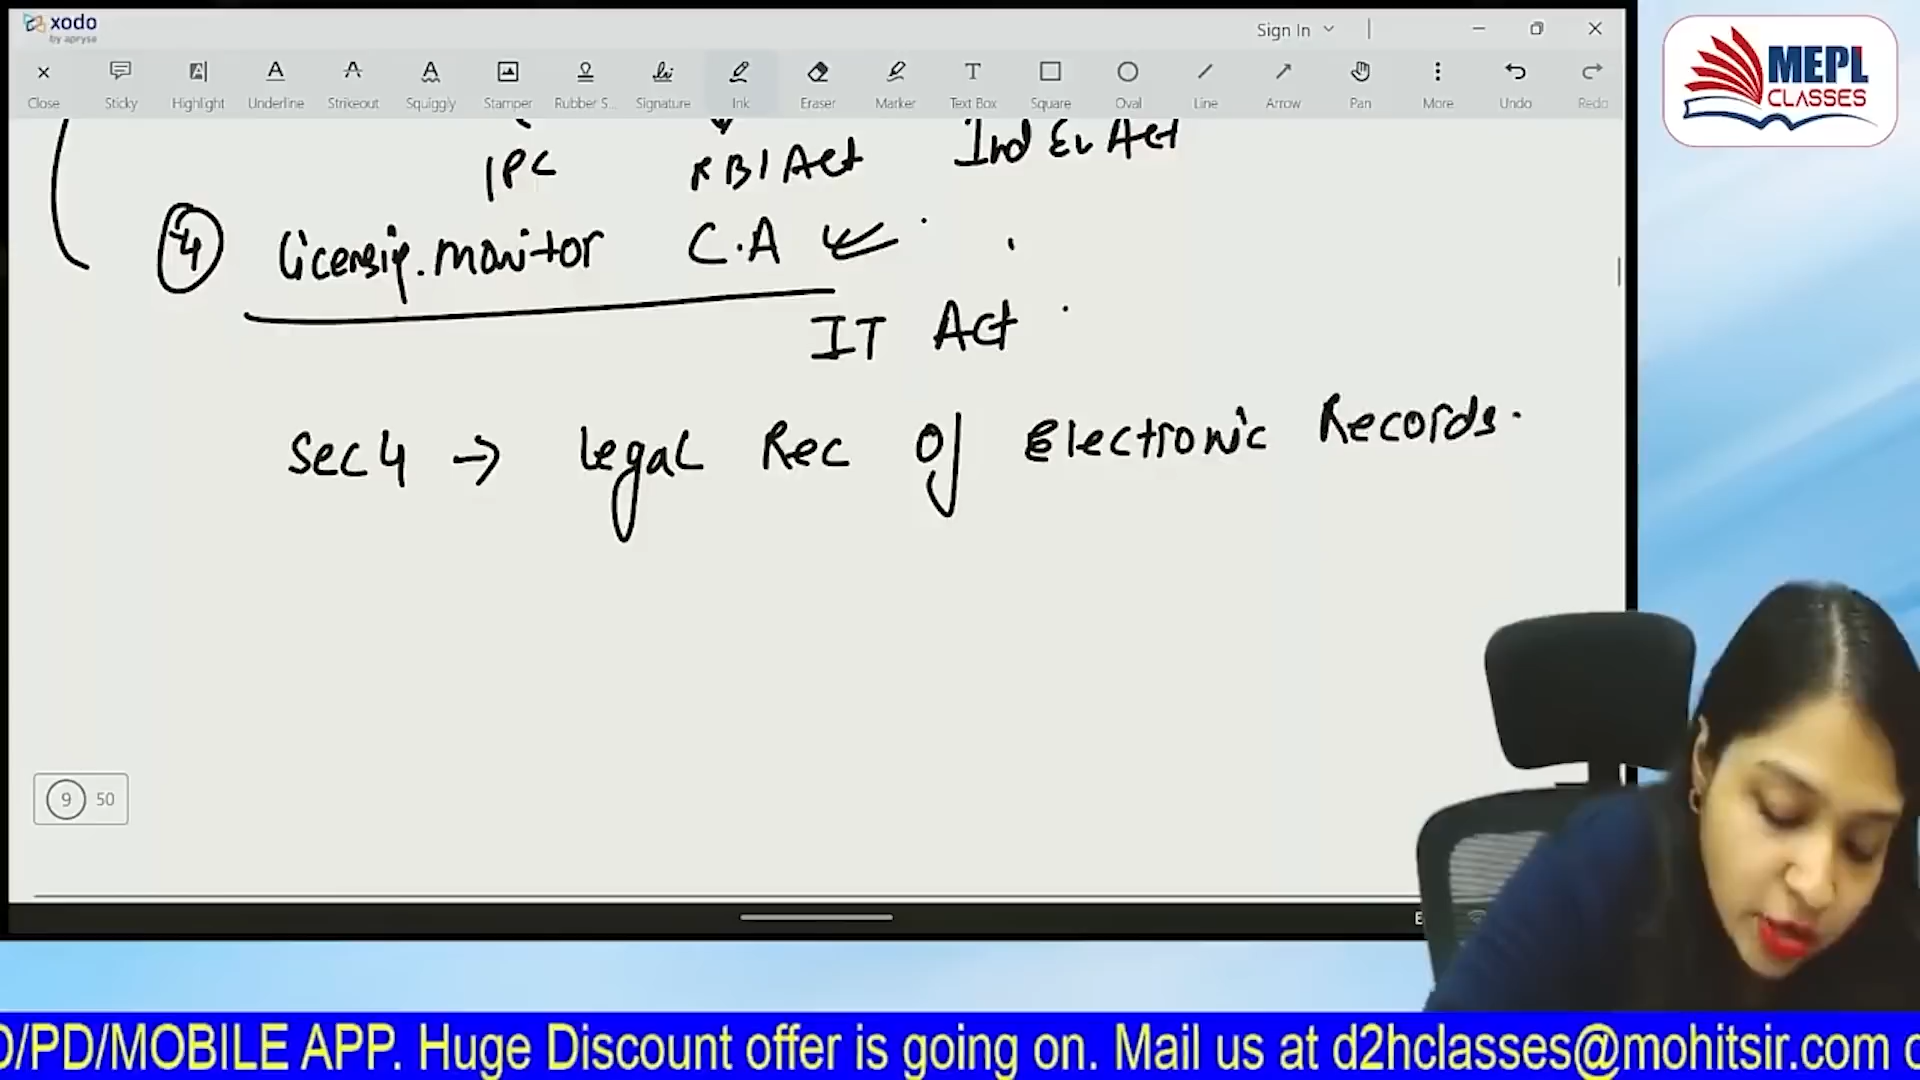 xodo
by apryse
Sign In
Close Sticky Highlight Underline Strikeout Squiggly Stamper Rubber S... Signature Ink Eraser Marker Text Box Square Oval Line Arrow Pan More Undo Redo
MEPL
CLASSES
IPC RBI Act Ind Ev Act
4 Licensig. monitor C.A
IT Act
Sec 4 → Legal Rec Of Electronic Records.
9 50
D/PD/MOBILE APP. Huge Discount offer is going on. Mail us at d2hclasses@mohitsir.com